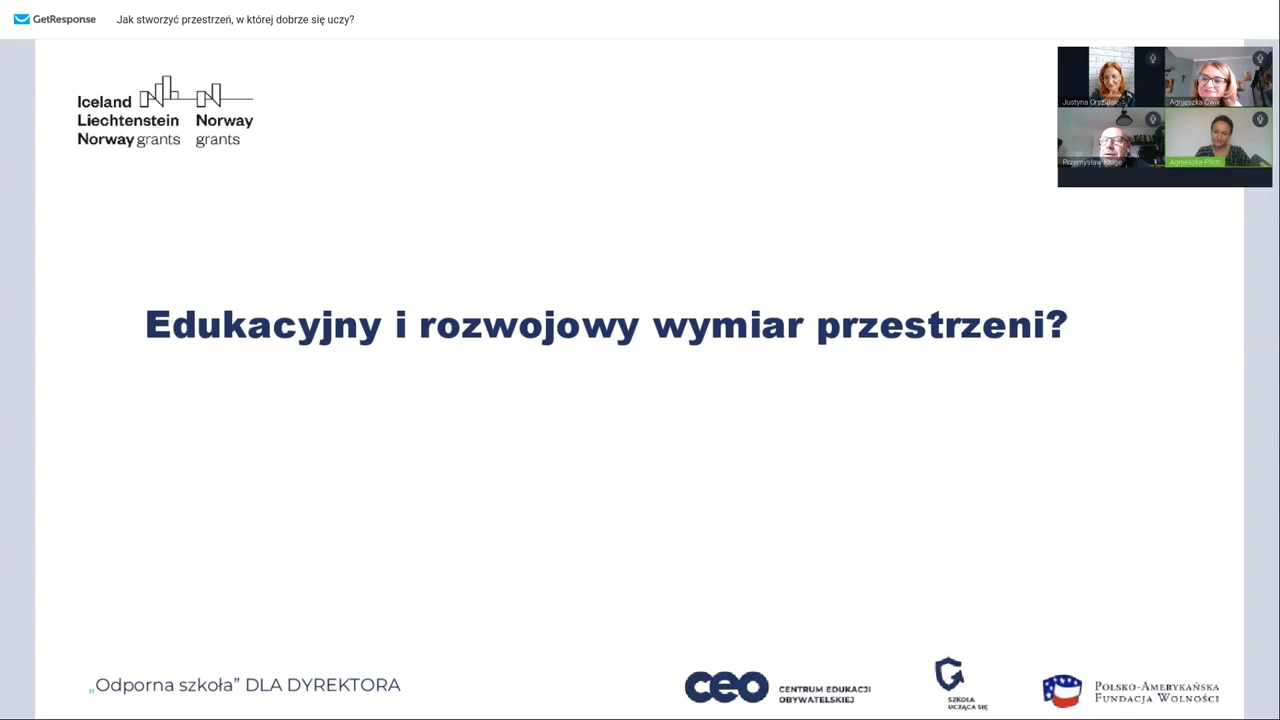 GetResponse
Jak stworzyć przestrzeń, w której dobrze się uczy?
Iceland
Liechtenstein Norway
Norway grants grants
Justyna Orszulak
Agnieszka Ćwik
Przemysław Kluge
Agnieszka Pilch
Edukacyjny i rozwojowy wymiar przestrzeni?
„Odporna szkoła” DLA DYREKTORA
ceo CENTRUM EDUKACJI
OBYWATELSKIEJ
SZKOŁA
UCZĄCA SIĘ
POLSKO-AMERYKAŃSKA
FUNDACJA WOLNOŚCI